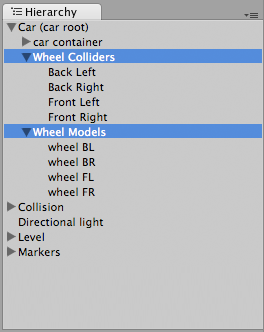 Hierarchy
Car (car root)
car container
Wheel Colliders
Back Left
Back Right
Front Left
Front Right
Wheel Models
wheel BL
wheel BR
wheel FL
wheel FR
Collision
Directional light
Level
Markers